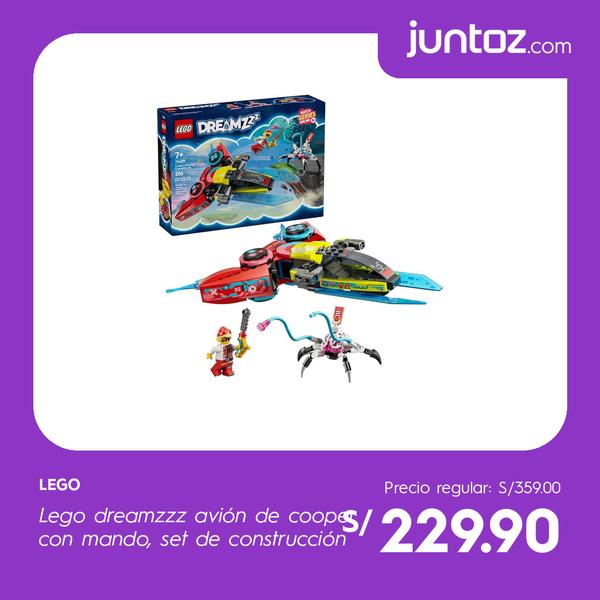 juntoz.com
LEGO
DREAMZzz
7+
LEGO
Precio regular: S/359.00
Lego dreamzzz avión de cooper
con mando, set de construcción
S/ 229.90